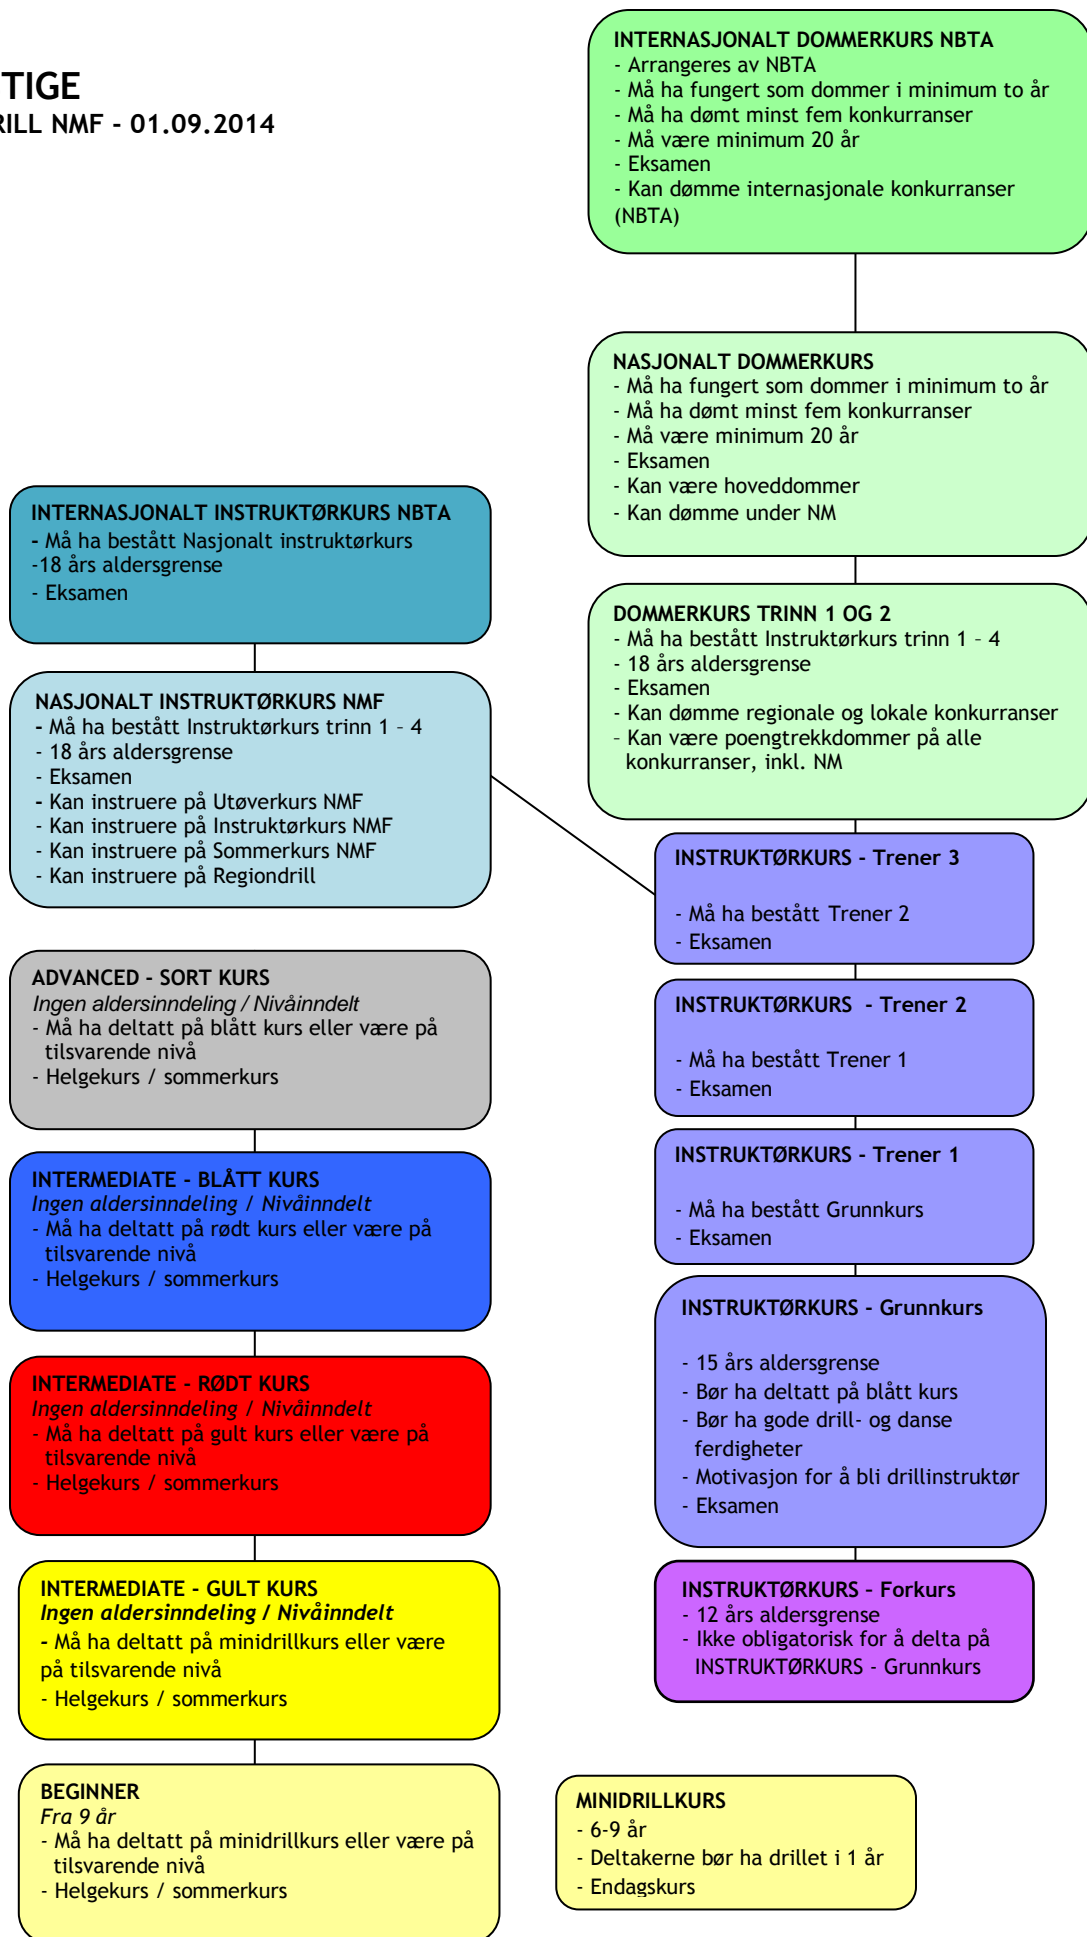 TIGE
RILL NMF - 01.09.2014
INTERNASJONALT DOMMERKURS NBTA
- Arrangeres av NBTA
- Må ha fungert som dommer i minimum to år
- Må ha dømt minst fem konkurranser
- Må være minimum 20 år
- Eksamen
- Kan dømme internasjonale konkurranser
(NBTA)
NASJONALT DOMMERKURS
- Må ha fungert som dommer i minimum to år
- Må ha dømt minst fem konkurranser
- Må være minimum 20 år
- Eksamen
- Kan være hoveddommer
- Kan dømme under NM
INTERNASJONALT INSTRUKTØRKURS NBTA
- Må ha bestått Nasjonalt instruktørkurs
-18 års aldersgrense
- Eksamen
DOMMERKURS TRINN 1 OG 2
- Må ha bestått Instruktørkurs trinn 1 – 4
- 18 års aldersgrense
- Eksamen
- Kan dømme regionale og lokale konkurranser
– Kan være poengtrekkdommer på alle
konkurranser, inkl. NM
NASJONALT INSTRUKTØRKURS NMF
- Må ha bestått Instruktørkurs trinn 1 – 4
- 18 års aldersgrense
- Eksamen
- Kan instruere på Utøverkurs NMF
- Kan instruere på Instruktørkurs NMF
- Kan instruere på Sommerkurs NMF
- Kan instruere på Regiondrill
INSTRUKTØRKURS - Trener 3
- Må ha bestått Trener 2
- Eksamen
ADVANCED - SORT KURS
Ingen aldersinndeling / Nivåinndelt
- Må ha deltatt på blått kurs eller være på
tilsvarende nivå
- Helgekurs / sommerkurs
INSTRUKTØRKURS - Trener 2
- Må ha bestått Trener 1
- Eksamen
INTERMEDIATE - BLÅTT KURS
Ingen aldersinndeling / Nivåinndelt
- Må ha deltatt på rødt kurs eller være på
tilsvarende nivå
- Helgekurs / sommerkurs
INSTRUKTØRKURS - Trener 1
- Må ha bestått Grunnkurs
- Eksamen
INSTRUKTØRKURS - Grunnkurs
- 15 års aldersgrense
- Bør ha deltatt på blått kurs
- Bør ha gode drill- og danse
ferdigheter
- Motivasjon for å bli drillinstruktør
- Eksamen
INTERMEDIATE - RØDT KURS
Ingen aldersinndeling / Nivåinndelt
- Må ha deltatt på gult kurs eller være på
tilsvarende nivå
- Helgekurs / sommerkurs
INTERMEDIATE - GULT KURS
Ingen aldersinndeling / Nivåinndelt
- Må ha deltatt på minidrillkurs eller være
på tilsvarende nivå
- Helgekurs / sommerkurs
INSTRUKTØRKURS – Forkurs
- 12 års aldersgrense
- Ikke obligatorisk for å delta på
INSTRUKTØRKURS - Grunnkurs
BEGINNER
Fra 9 år
- Må ha deltatt på minidrillkurs eller være på
tilsvarende nivå
- Helgekurs / sommerkurs
MINIDRILLKURS
- 6-9 år
- Deltakerne bør ha drillet i 1 år
- Endagskurs